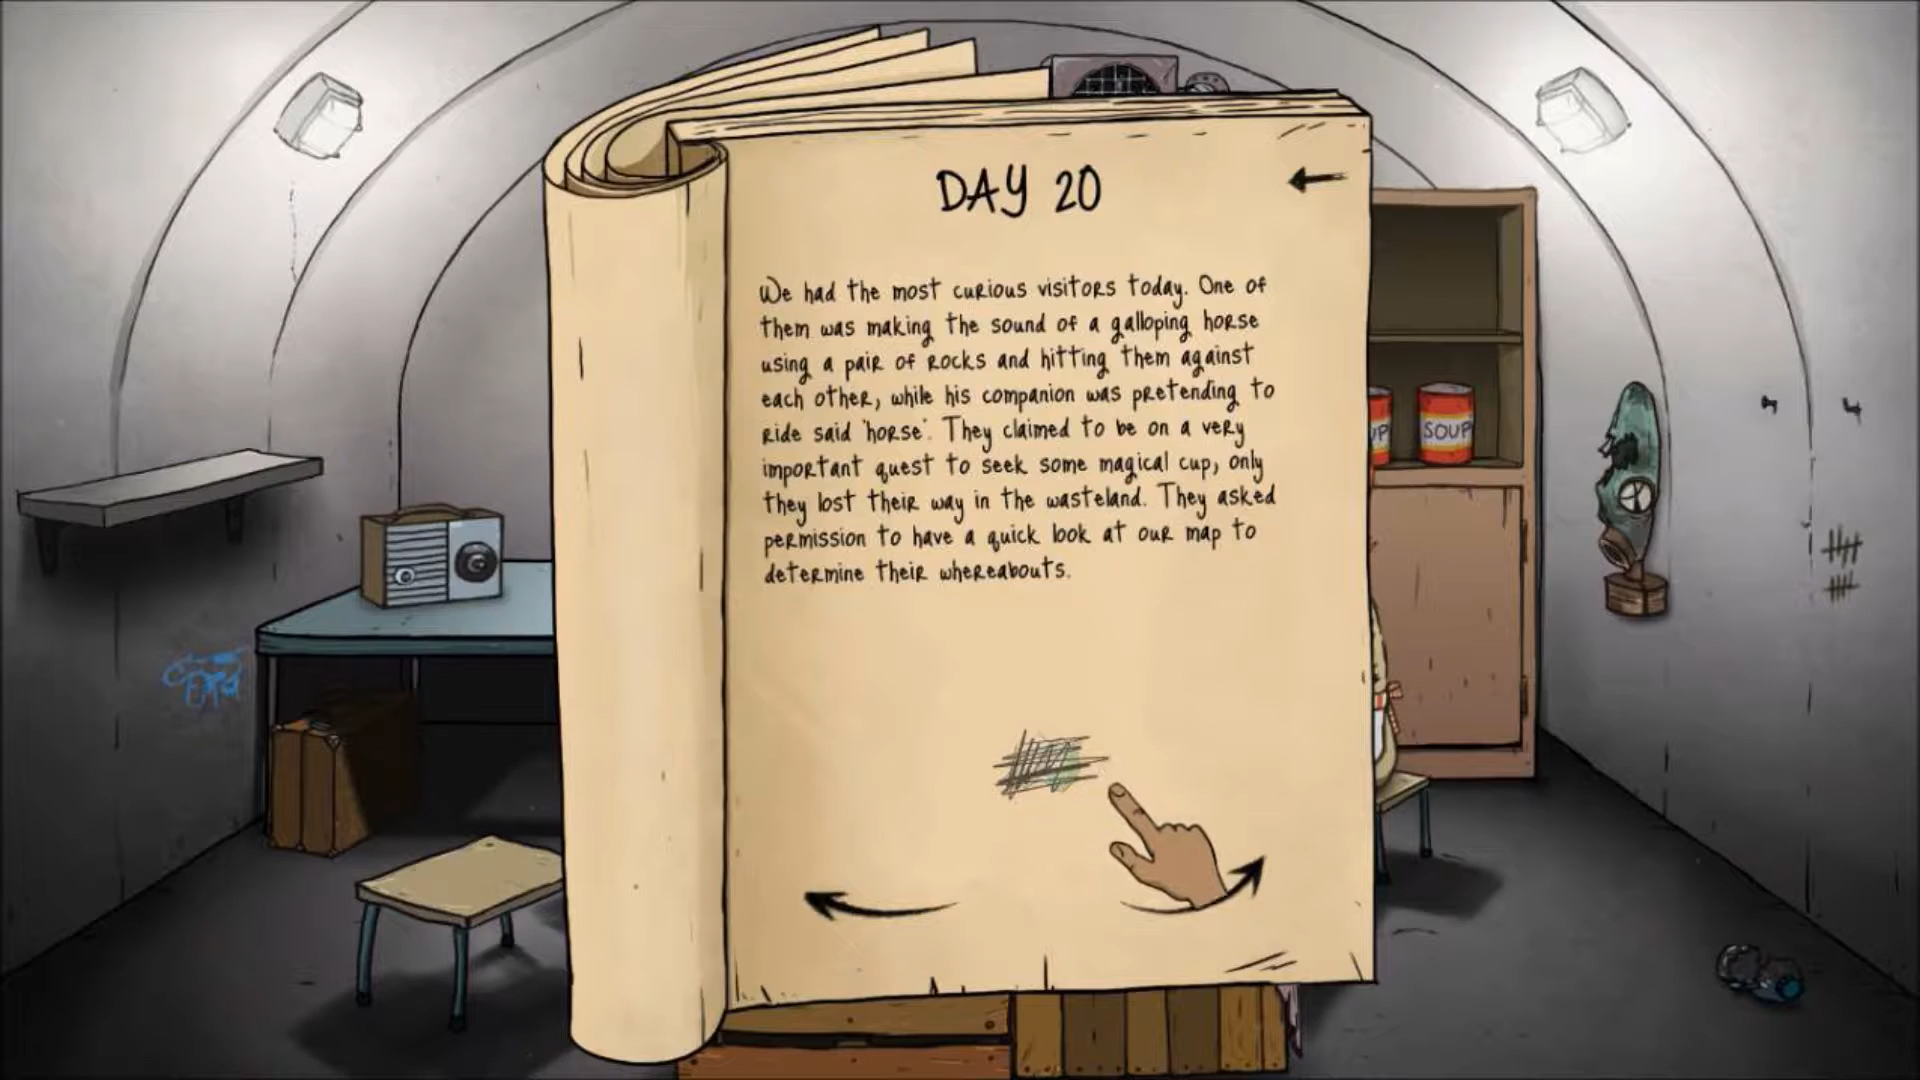 DAY 20
We had the most curious visitors today. One of
them was making the sound of a galloping horse
using a pair of rocks and hitting them against
each other, while his companion was pretending to
ride said 'horse'. They claimed to be on a very
important quest to seek some magical cup, only
they lost their way in the wasteland. They asked
permission to have a quick look at our map to
determine their whereabouts.
UP
SOUP